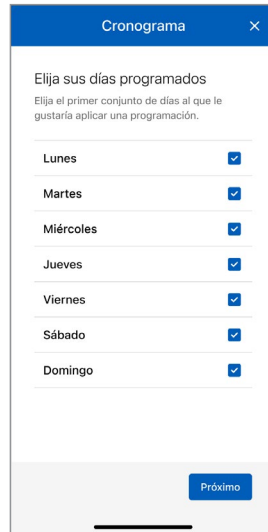 Cronograma
Elija sus días programados
Elija el primer conjunto de días al que le
gustaría aplicar una programación.
Lunes
Martes
Miércoles
Jueves
Viernes
Sábado
Domingo
Próximo